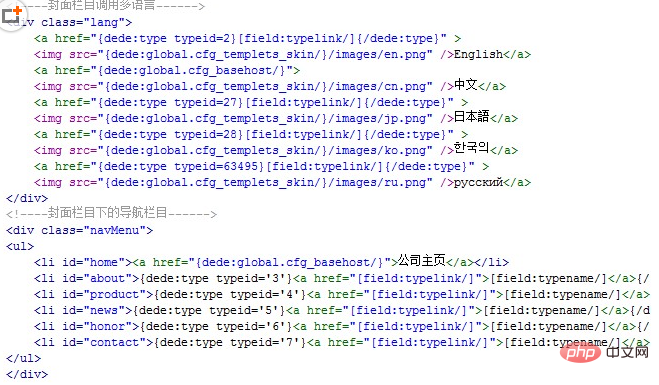 ----封面栏目调用多语言------>
<div class="lang">
<a href="{dede:type typeid=2}[field:typelink/]{/dede:type}" >
<img src="{dede:global.cfg_templets_skin/}/images/en.png" />English</a>
<a href="{dede:global.cfg_basehost/}">
<img src="{dede:global.cfg_templets_skin/}/images/cn.png" />中文</a>
<a href="{dede:type typeid=27}[field:typelink/]{/dede:type}" >
<img src="{dede:global.cfg_templets_skin/}/images/jp.png" />日本語</a>
<a href="{dede:type typeid=28}[field:typelink/]{/dede:type}" >
<img src="{dede:global.cfg_templets_skin/}/images/ko.png" />한국의</a>
<a href="{dede:type typeid=63495}[field:typelink/]{/dede:type}" >
<img src="{dede:global.cfg_templets_skin/}/images/ru.png" />русский</a>
</div>
<!----封面栏目下的导航栏目------>
<div class="navMenu">
<ul>
<li id="home"><a href="{dede:global.cfg_basehost/}">公司主页</a></li>
<li id="about">{dede:type typeid='3'}<a href="[field:typelink/]">[field:typename/]</a>{/
<li id="product">{dede:type typeid='4'}<a href="[field:typelink/]">[field:typename/]</a>
<li id="news">{dede:type typeid='5'}<a href="[field:typelink/]">[field:typename/]</a>{/d
<li id="honor">{dede:type typeid='6'}<a href="[field:typelink/]">[field:typename/]</a>{/
<li id="contact">{dede:type typeid='7'}<a href="[field:typelink/]">[field:typename/]</a>
</ul>
</div>
php 中文网